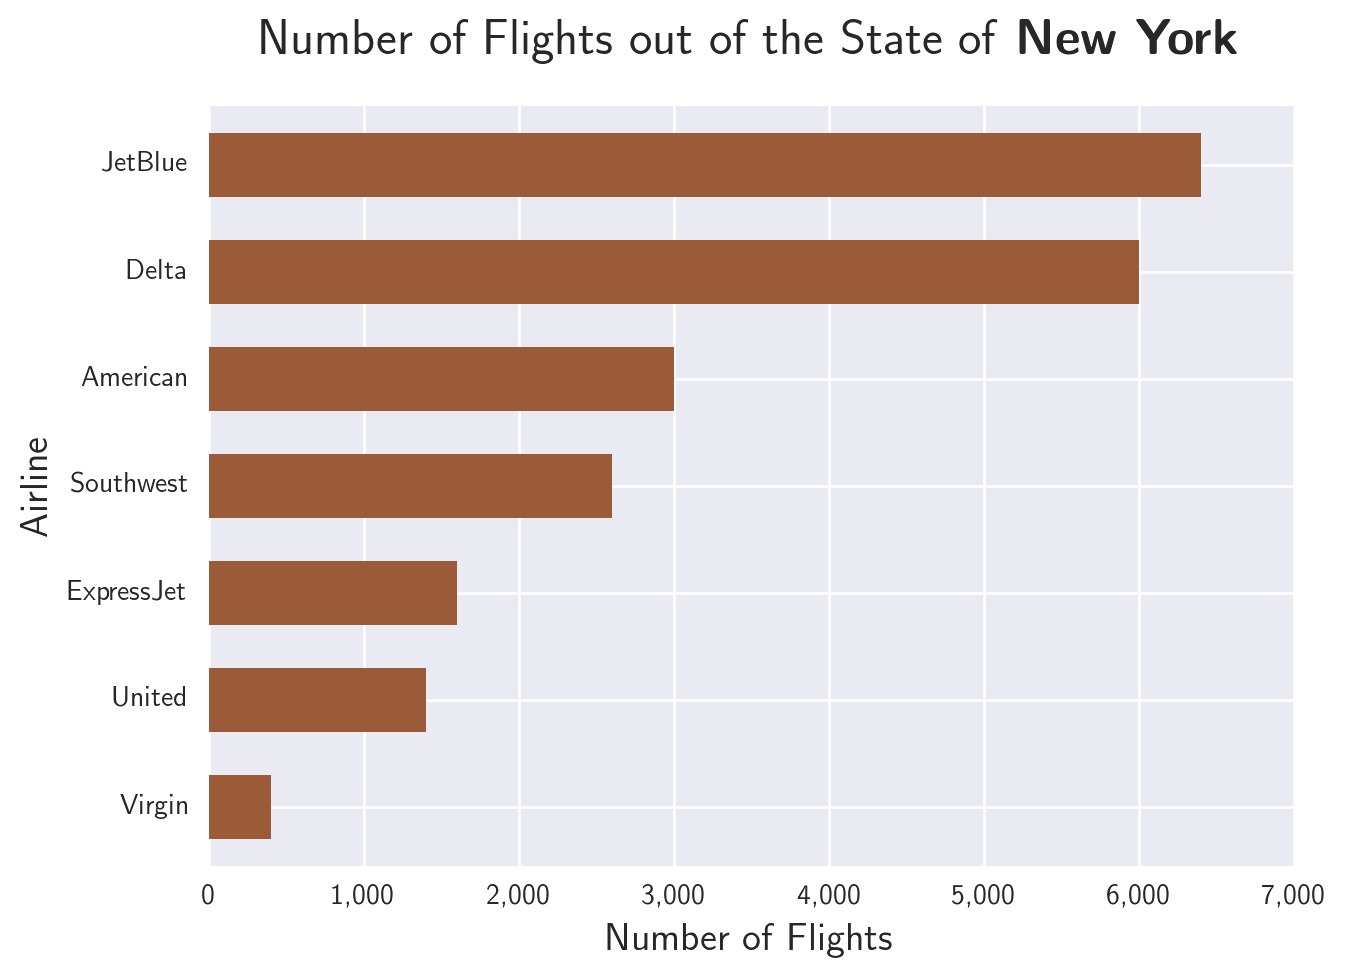 Number of Flights out of the State of New York
JetBlue
Delta
American
Southwest
ExpressJet
United
Virgin
Airline
0 1,000 2,000 3,000 4,000 5,000 6,000 7,000
Number of Flights